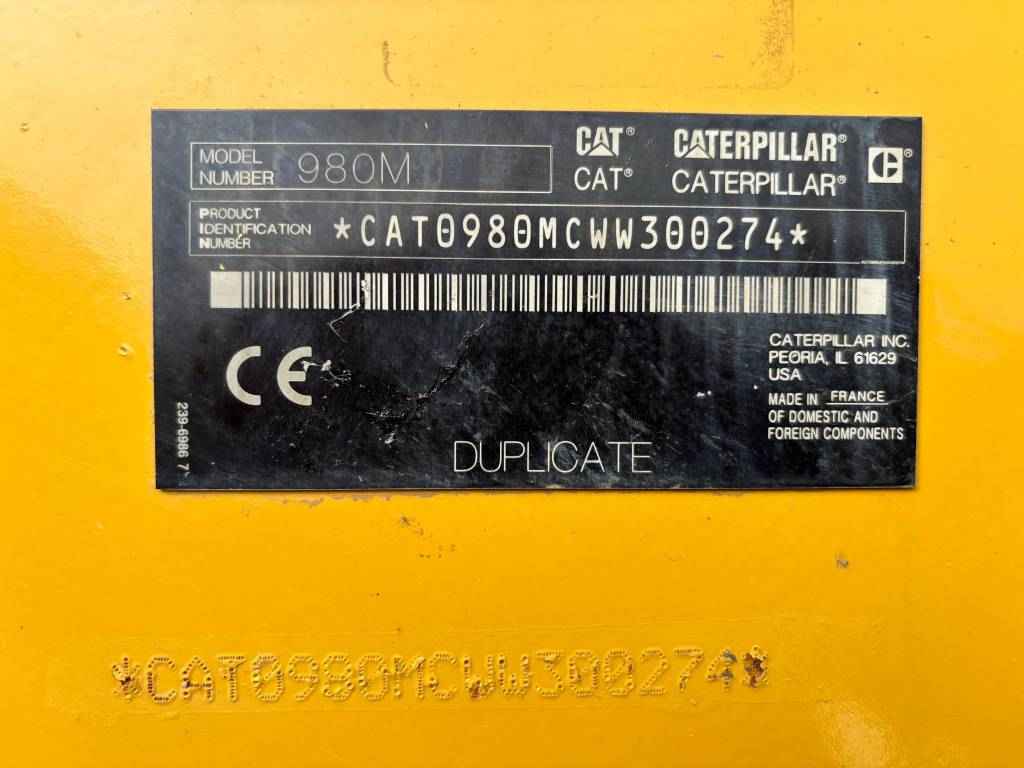 MODEL NUMBER 980M
CAT® CATERPILLAR®
CAT® CATERPILLAR®
PRODUCT IDENTIFICATION NUMBER *CAT0980MCWW300274*
CATERPILLAR INC.
PEORIA, IL 61629
USA
MADE IN FRANCE
OF DOMESTIC AND
FOREIGN COMPONENTS
CE
239-6986 7
DUPLICATE
*CAT0980MCWW300274*